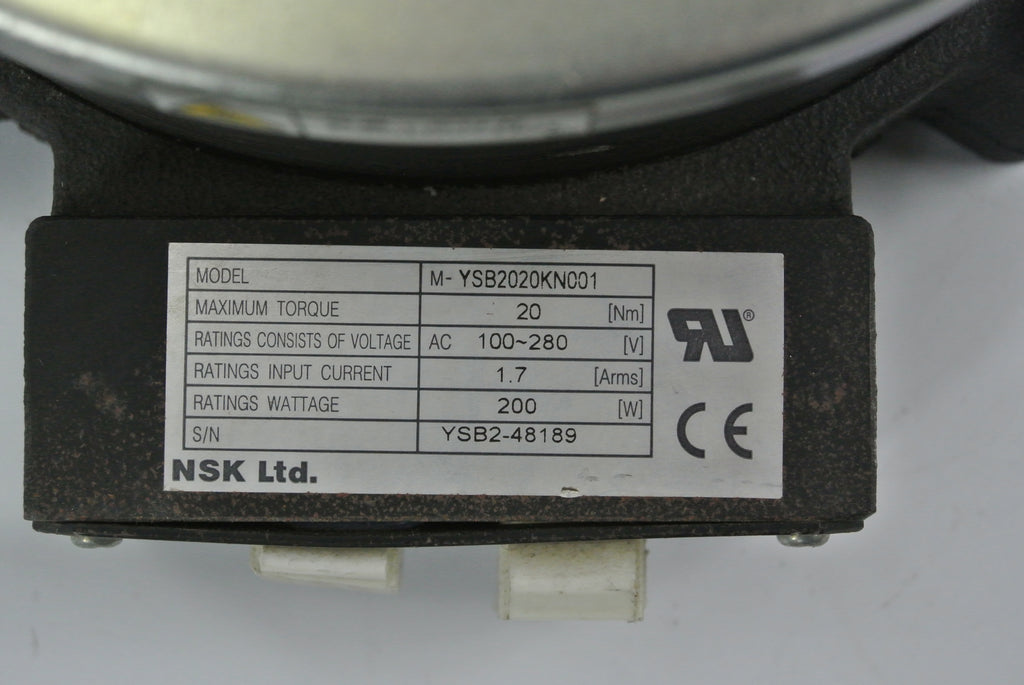 MODEL M- YSB2020KN001
MAXIMUM TORQUE 20 [Nm]
RATINGS CONSISTS OF VOLTAGE AC 100~280 [V]
RATINGS INPUT CURRENT 1.7 [Arms]
RATINGS WATTAGE 200 [W]
S/N YSB2-48189
NSK Ltd.
RU®
CE